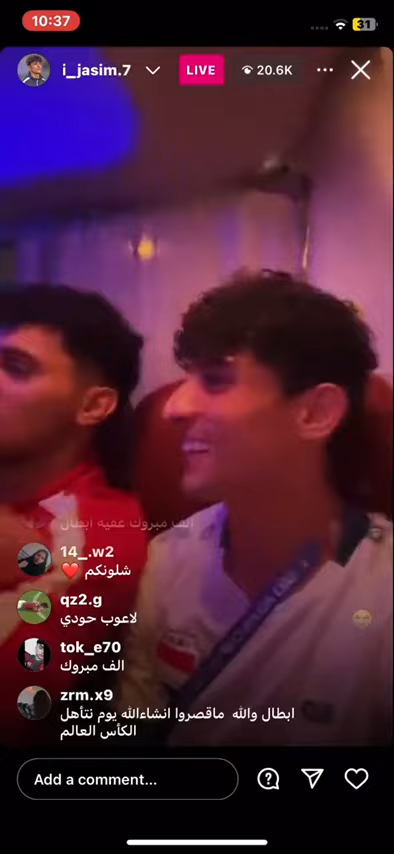 10:37
31
i_jasim.7
LIVE
20.6K
الف مبروك عفيه ابطال
14_.w2
شلونكم ❤️
qz2.g
لاعوب حودي
tok_e70
الف مبروك
zrm.x9
ابطال والله ماقصروا انشاءالله يوم نتأهل
الكأس العالم
Add a comment...